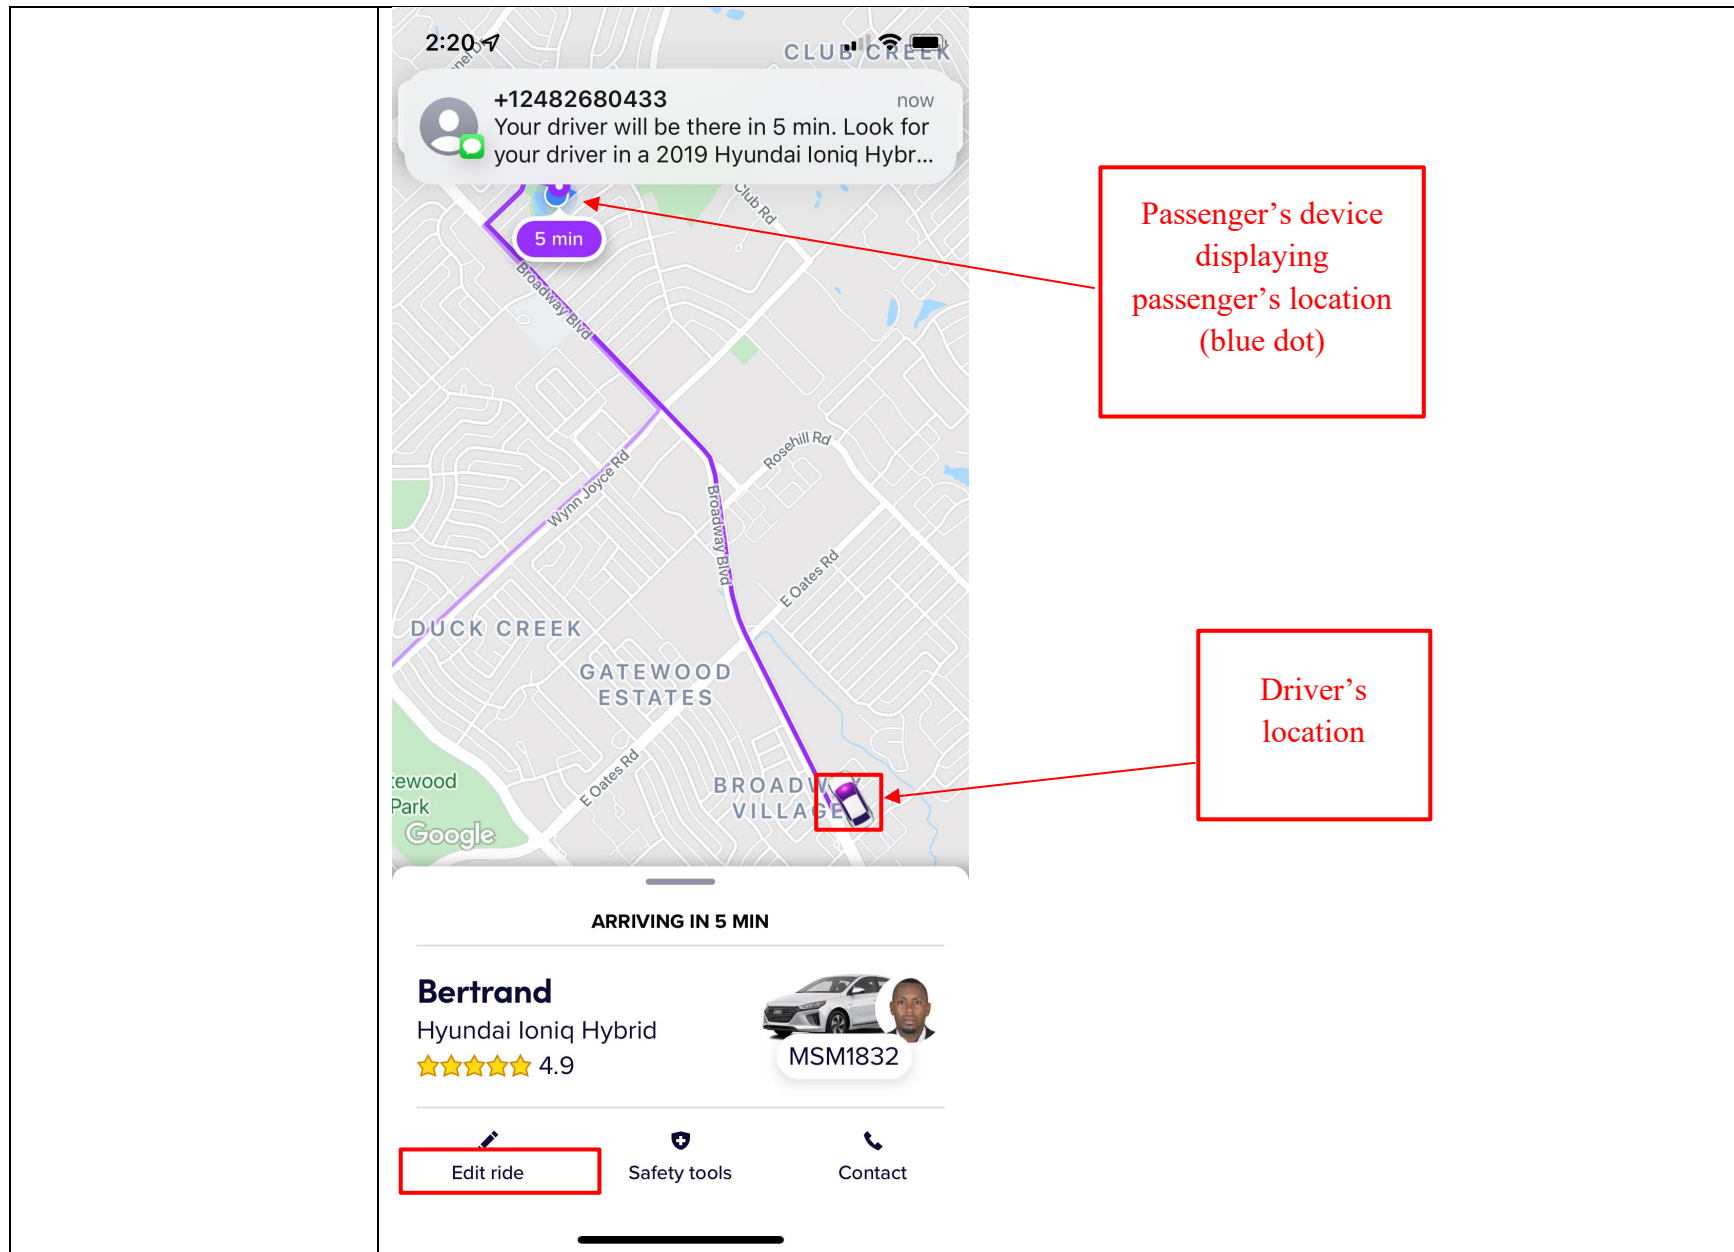 2:20
CLUB CREEK
+12482680433
now
Your driver will be there in 5 min. Look for
your driver in a 2019 Hyundai Ioniq Hybr...
Club Rd
5 min
Broadway Blvd
Passenger’s device
displaying
passenger’s location
(blue dot)
Rosehill Rd
Wynn Joyce Rd
Broadway Blvd
E Oates Rd
DUCK CREEK
GATEWOOD
ESTATES
Driver’s
location
E Oates Rd
BROADW
VILLAGE
tewood
Park
Google
ARRIVING IN 5 MIN
Bertrand
Hyundai Ioniq Hybrid
4.9
MSM1832
Edit ride
Safety tools
Contact